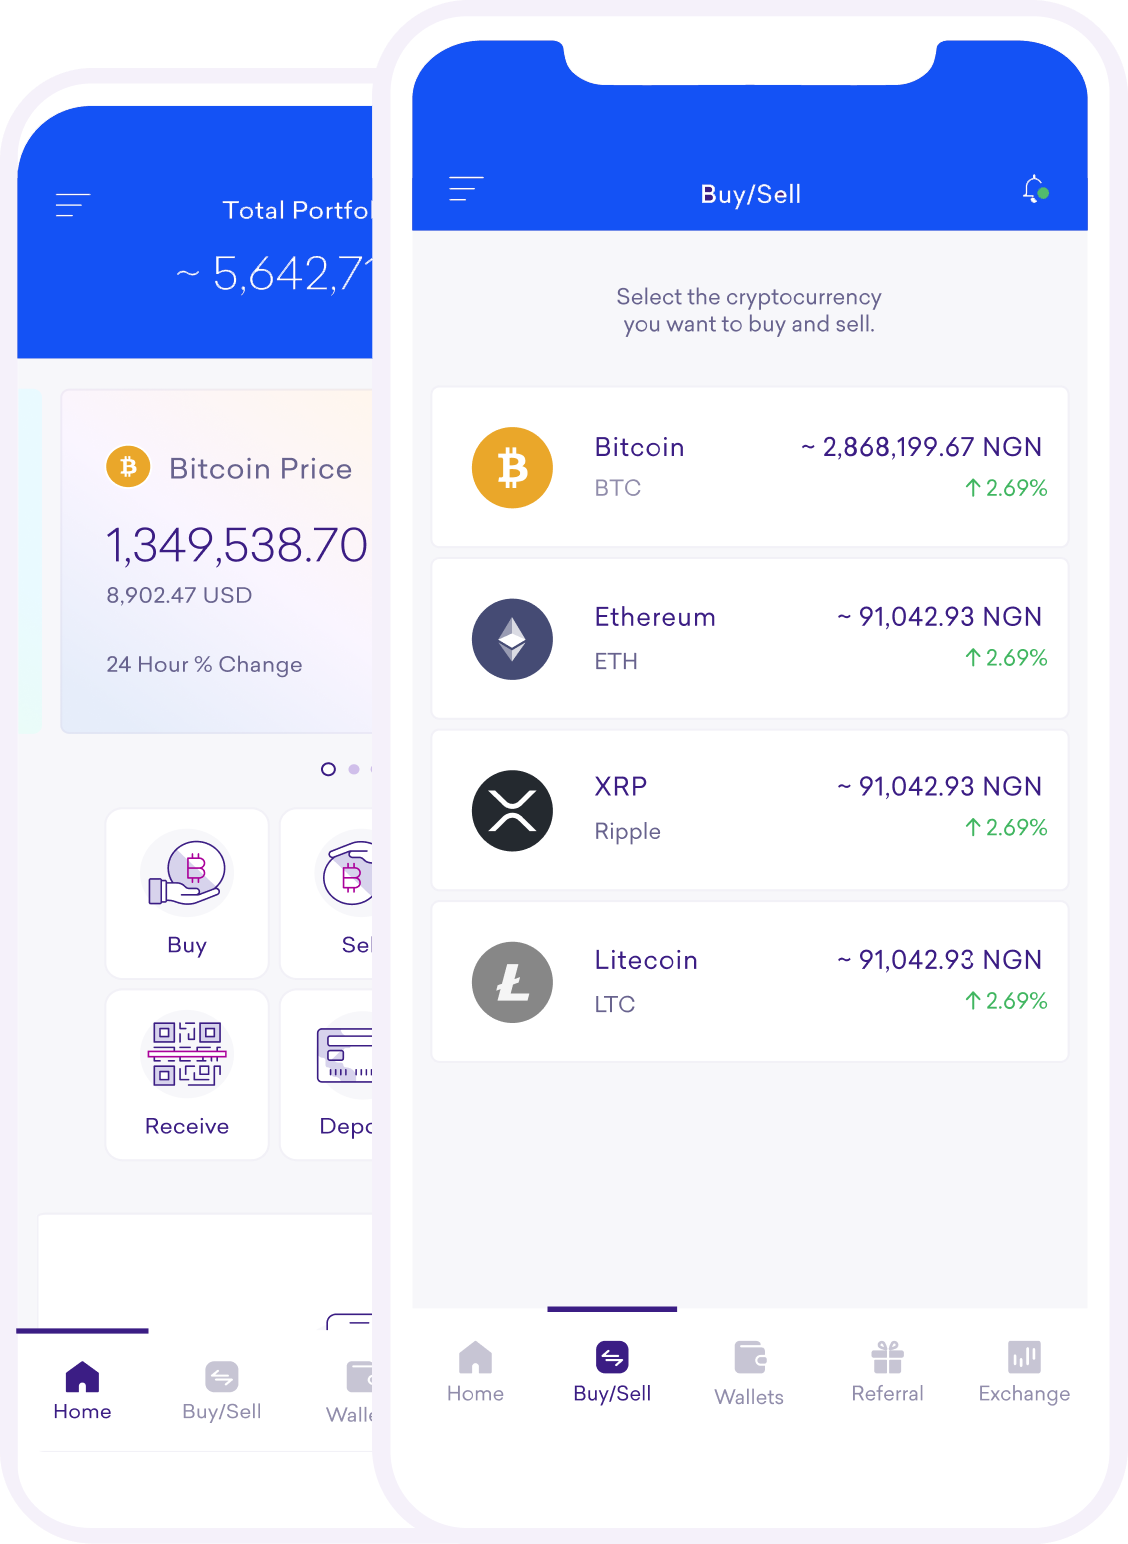 Total Portfol
~ 5,642,71
Bitcoin Price
1,349,538.70
8,902.47 USD
24 Hour % Change
Buy
Sel
Receive
Depo
Home
Buy/Sell
Walle
Buy/Sell
Select the cryptocurrency
you want to buy and sell.
Bitcoin
~ 2,868,199.67 NGN
BTC
↑ 2.69%
Ethereum
~ 91,042.93 NGN
ETH
↑ 2.69%
XRP
~ 91,042.93 NGN
Ripple
↑ 2.69%
Litecoin
~ 91,042.93 NGN
LTC
↑ 2.69%
Home
Buy/Sell
Wallets
Referral
Exchange